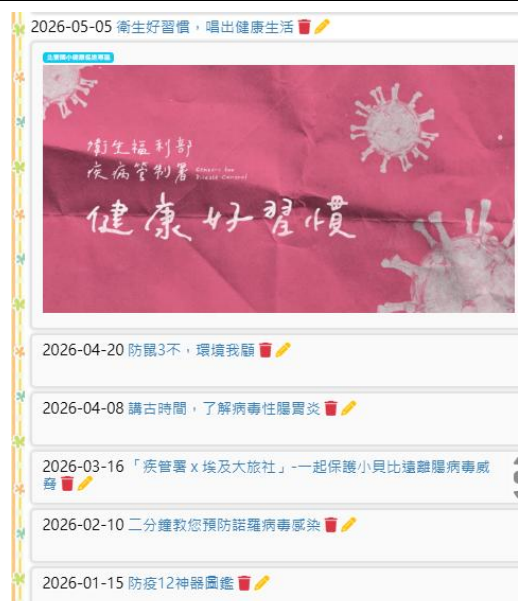 2026-05-05 衛生好習慣，唱出健康生活
衛生福利部
疾病管制署 Centers for
Disease Control
健康好習慣
2026-04-20 防鼠3不，環境我顧
2026-04-08 講古時間，了解病毒性腸胃炎
2026-03-16 「疾管署 x 埃及大旅社」-一起保護小貝比遠離腸病毒威
脅
2026-02-10 二分鐘教您預防諾羅病毒感染
2026-01-15 防疫12神器圖鑑